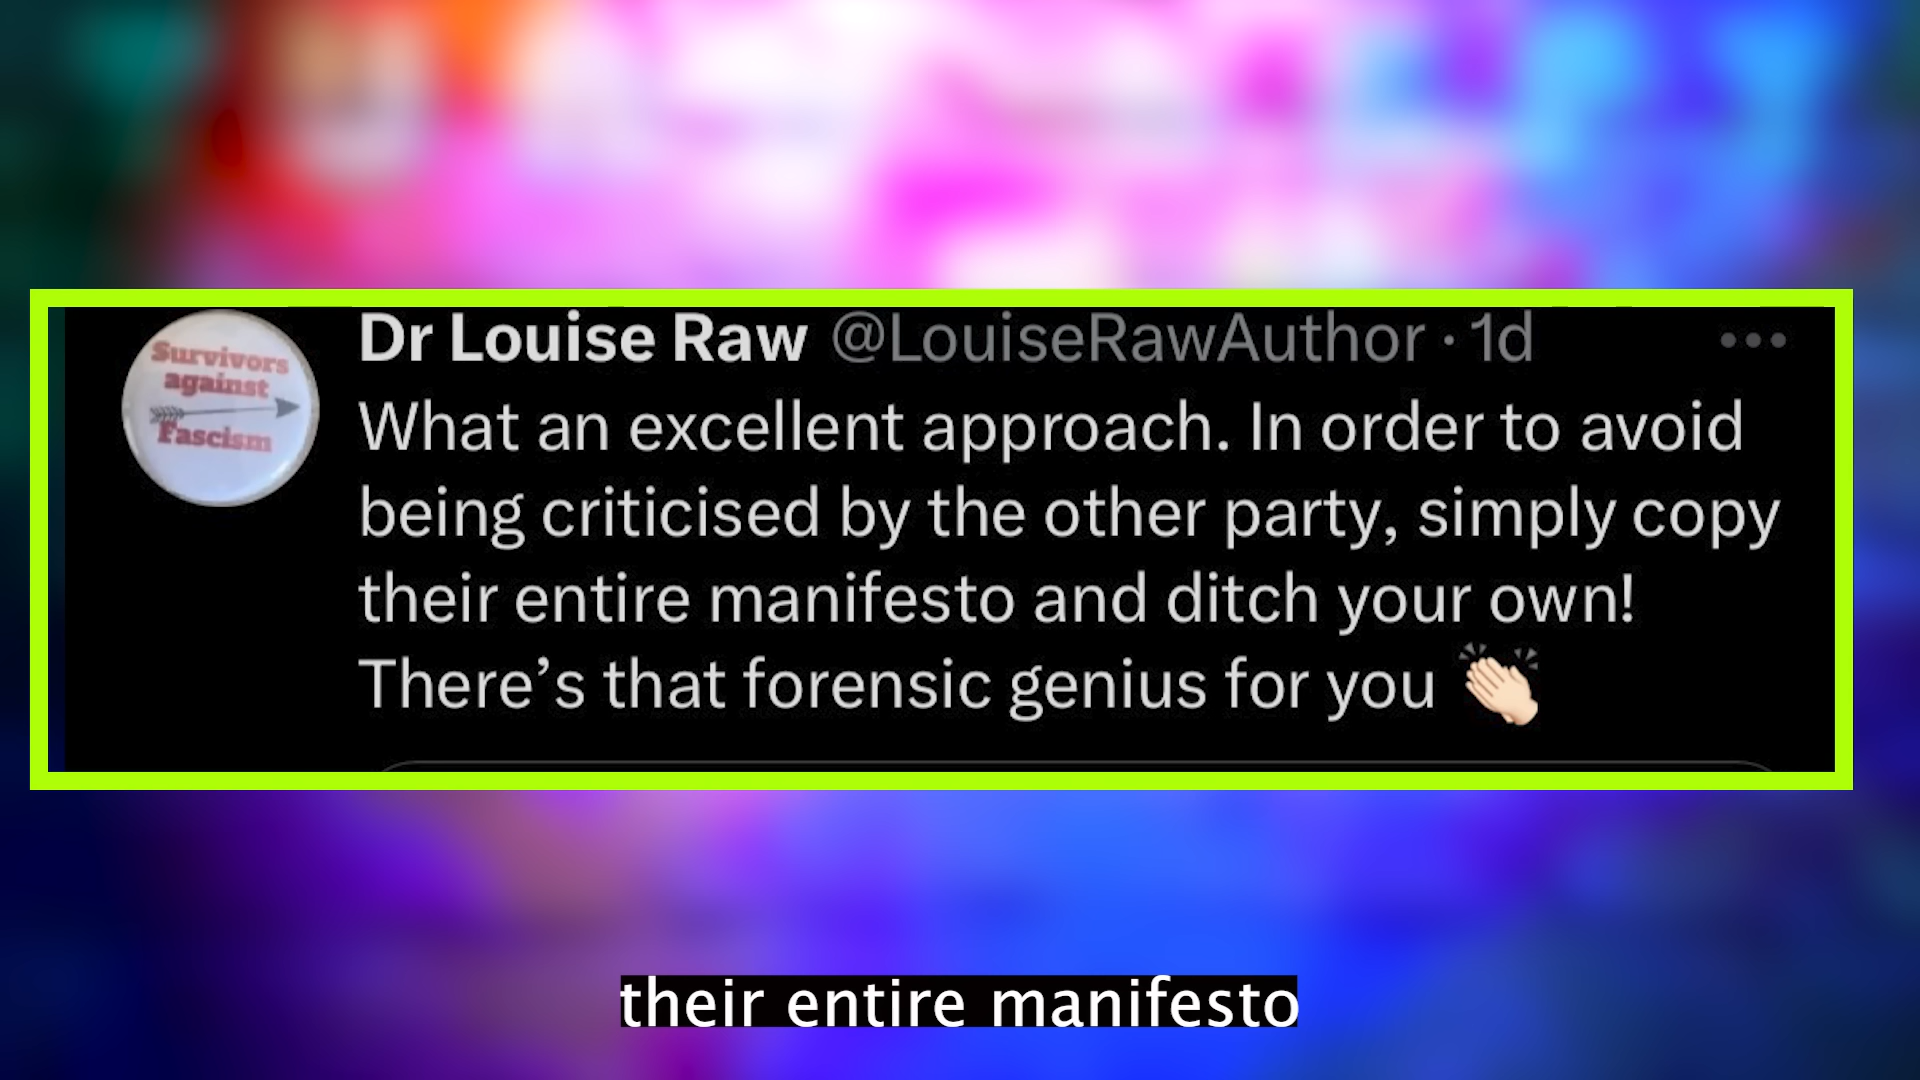 Survivors
against
Fascism
Dr Louise Raw @LouiseRawAuthor · 1d
What an excellent approach. In order to avoid
being criticised by the other party, simply copy
their entire manifesto and ditch your own!
There’s that forensic genius for you 👏🏻
their entire manifesto